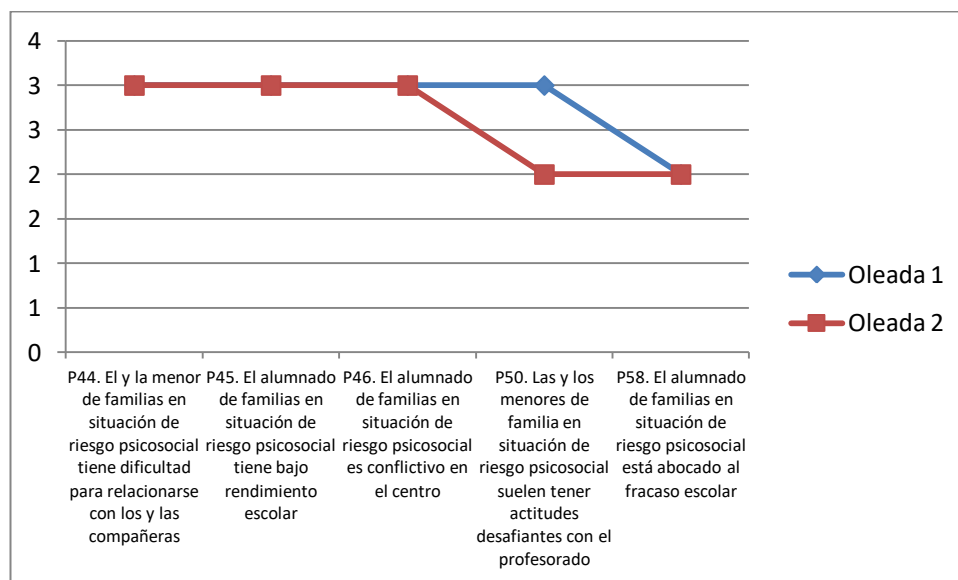 4
3
3
2
2
1
1
0
P44. El y la menor
de familias en
situación de
riesgo psicosocial
tiene dificultad
para relacionarse
con los y las
compañeras
P45. El alumnado
de familias en
situación de
riesgo psicosocial
tiene bajo
rendimiento
escolar
P46. El alumnado
de familias en
situación de
riesgo psicosocial
es conflictivo en
el centro
P50. Las y los
menores de
familia en
situación de
riesgo psicosocial
suelen tener
actitudes
desafiantes con el
profesorado
P58. El alumnado
de familias en
situación de
riesgo psicosocial
está abocado al
fracaso escolar
Oleada 1
Oleada 2